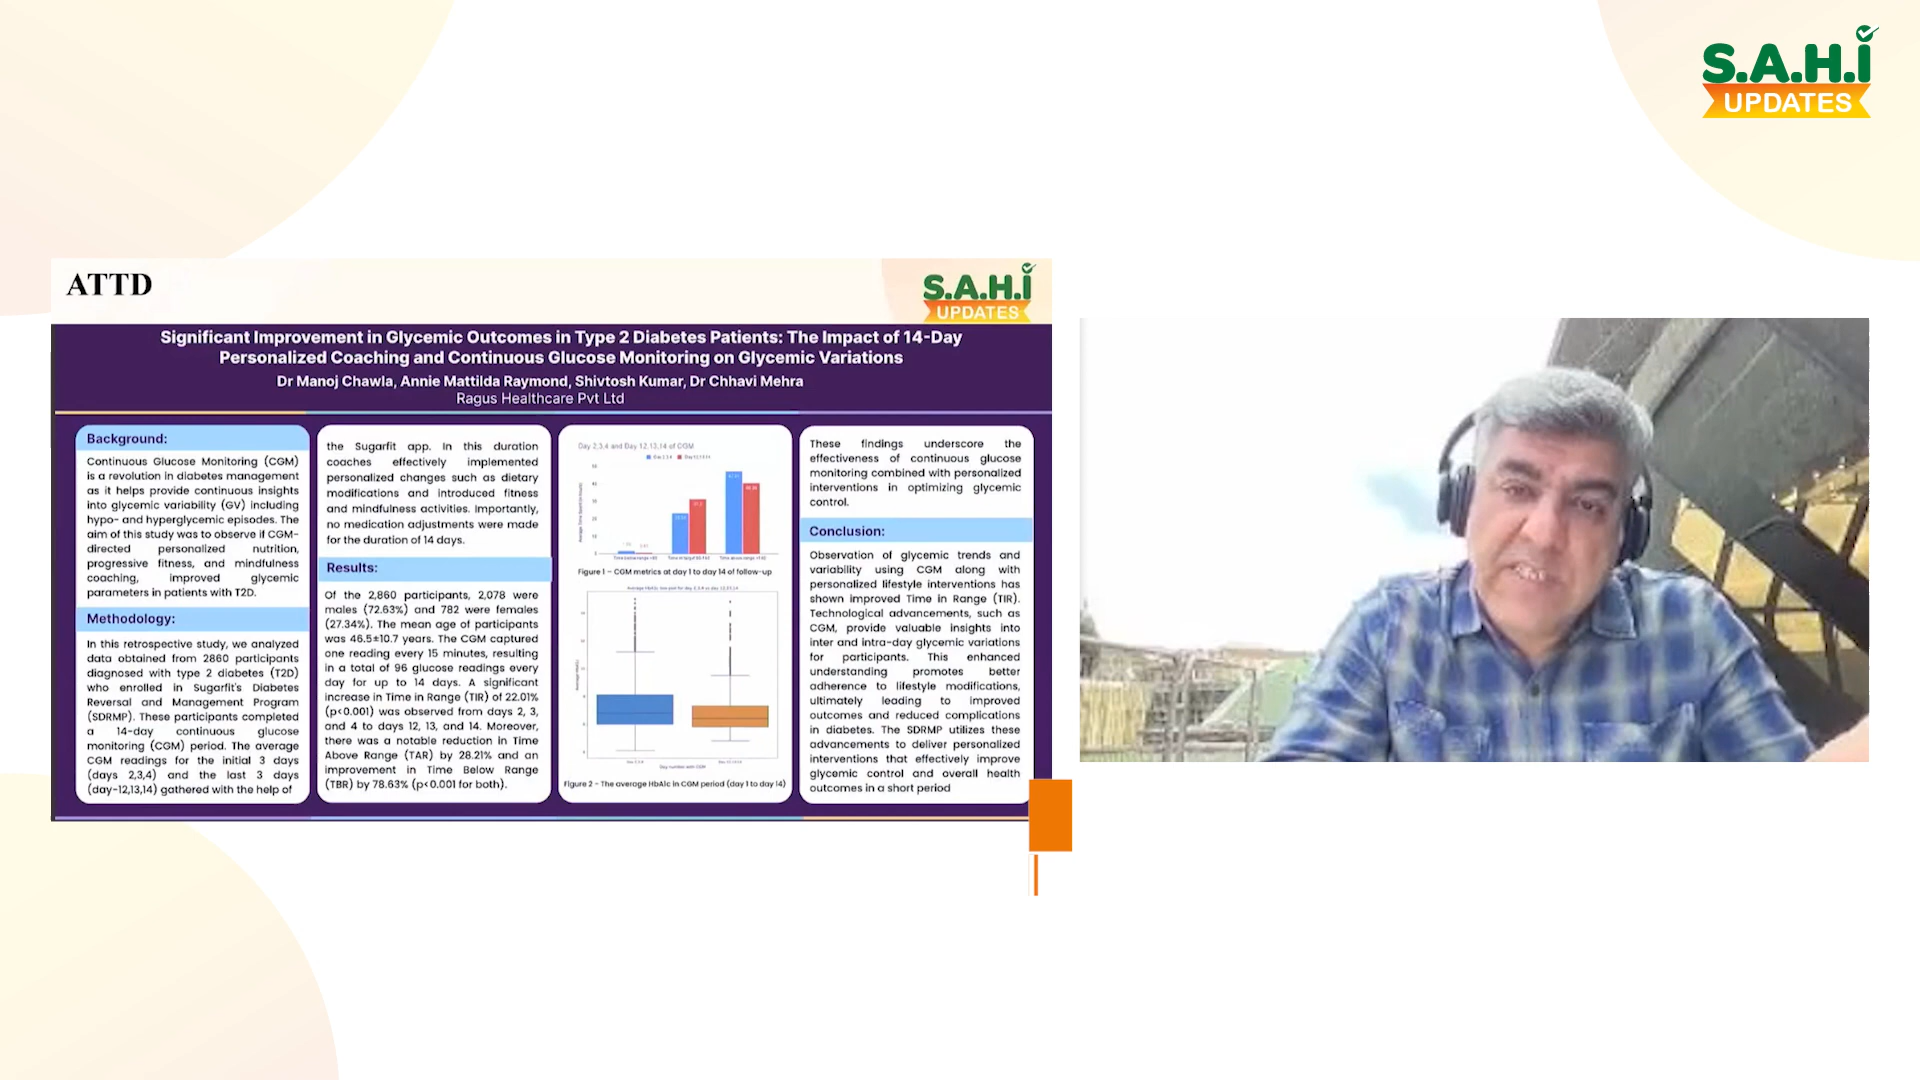 S.A.H.I
UPDATES
ATTD
S.A.H.I
UPDATES
Significant Improvement in Glycemic Outcomes in Type 2 Diabetes Patients: The Impact of 14-Day
Personalized Coaching and Continuous Glucose Monitoring on Glycemic Variations
Dr Manoj Chawla, Annie Mattilda Raymond, Shivtosh Kumar, Dr Chhavi Mehra
Ragus Healthcare Pvt Ltd
Background:
Continuous Glucose Monitoring (CGM)
is a revolution in diabetes management
as it helps provide continuous insights
into glycemic variability (GV) including
hypo- and hyperglycemic episodes. The
aim of this study was to observe if CGM-
directed personalized nutrition,
progressive fitness, and mindfulness
coaching, improved glycemic
parameters in patients with T2D.
Methodology:
In this retrospective study, we analyzed
data obtained from 2860 participants
diagnosed with type 2 diabetes (T2D)
who enrolled in Sugarfit's Diabetes
Reversal and Management Program
(SDRMP). These participants completed
a 14-day continuous glucose
monitoring (CGM) period. The average
CGM readings for the initial 3 days
(days 2,3,4) and the last 3 days
(day-12,13,14) gathered with the help of
the Sugarfit app. In this duration
coaches effectively implemented
personalized changes such as dietary
modifications and introduced fitness
and mindfulness activities. Importantly,
no medication adjustments were made
for the duration of 14 days.
Results:
Of the 2,860 participants, 2,078 were
males (72.63%) and 782 were females
(27.34%). The mean age of participants
was 46.5±10.7 years. The CGM captured
one reading every 15 minutes, resulting
in a total of 96 glucose readings every
day for up to 14 days. A significant
increase in Time in Range (TIR) of 22.01%
(p<0.001) was observed from days 2, 3,
and 4 to days 12, 13, and 14. Moreover,
there was a notable reduction in Time
Above Range (TAR) by 28.21% and an
improvement in Time Below Range
(TBR) by 78.63% (p<0.001 for both).
Day 2,3,4 and Day 12,13,14 of CGM
Day 2,3,4 Day 12,13,14
Figure 1 – CGM metrics at day 1 to day 14 of follow-up
Figure 2 - The average HbA1c in CGM period (day 1 to day 14)
These findings underscore the
effectiveness of continuous glucose
monitoring combined with personalized
interventions in optimizing glycemic
control.
Conclusion:
Observation of glycemic trends and
variability using CGM along with
personalized lifestyle interventions has
shown improved Time in Range (TIR).
Technological advancements, such as
CGM, provide valuable insights into
inter and intra-day glycemic variations
for participants. This enhanced
understanding promotes better
adherence to lifestyle modifications,
ultimately leading to improved
outcomes and reduced complications
in diabetes. The SDRMP utilizes these
advancements to deliver personalized
interventions that effectively improve
glycemic control and overall health
outcomes in a short period